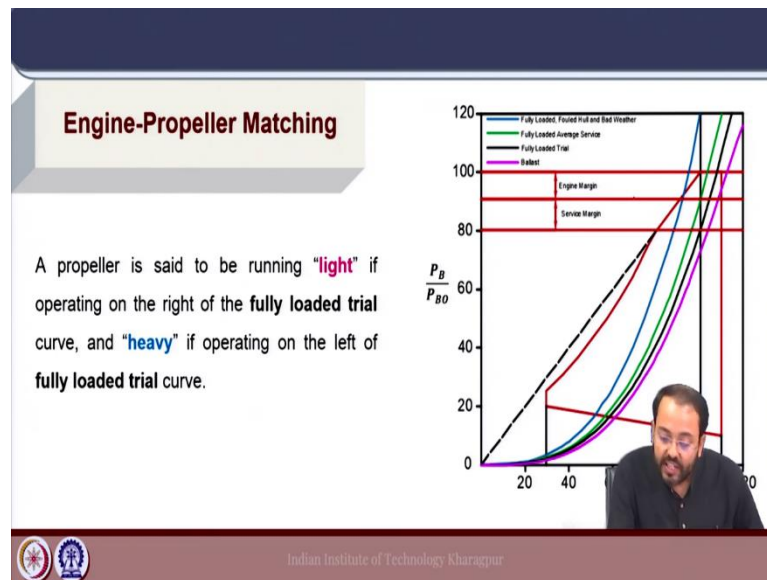 Engine-Propeller Matching
A propeller is said to be running “light” if
operating on the right of the fully loaded trial
curve, and “heavy” if operating on the left of
fully loaded trial curve.
120
Fully Loaded, Fouled Hull and Bad Weather
Fully Loaded Average Service
Fully Loaded Trial
Ballast
100
Engine Margin
Service Margin
80
P_B
P_BO
60
40
20
0
20 40
Indian Institute of Technology Kharagpur